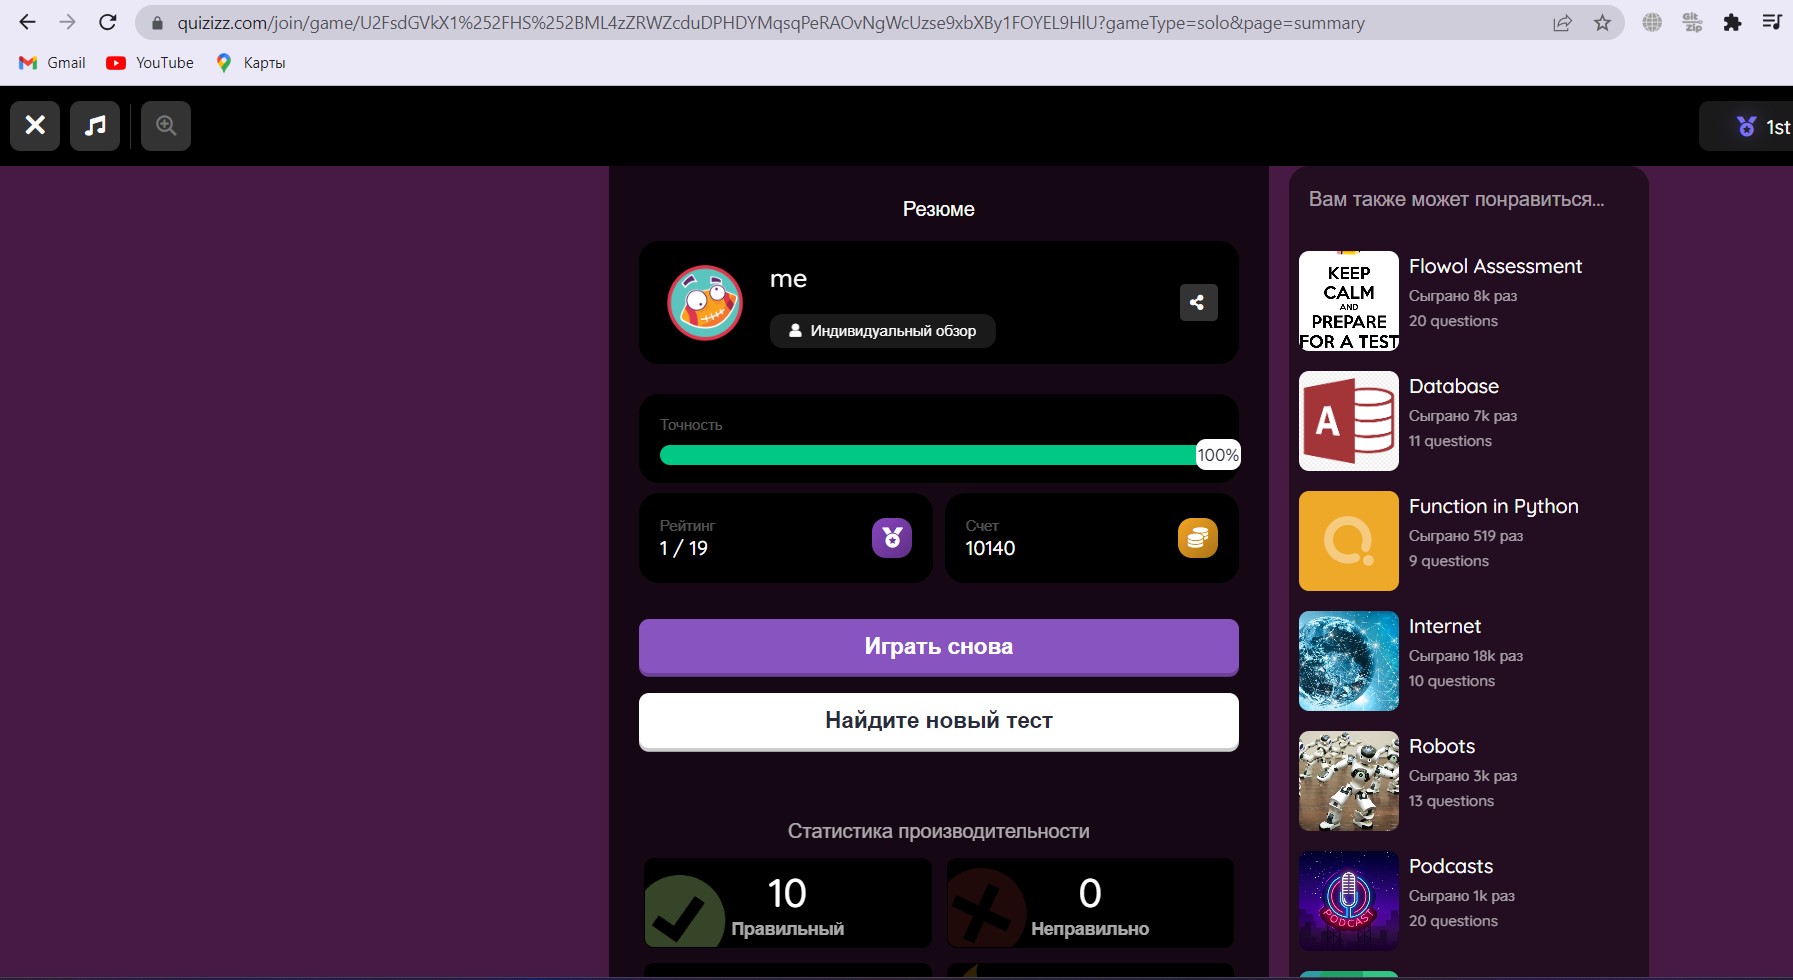 quizizz.com/join/game/U2FsdGVkX1%252FHS%252BML4zZRWZcduDPHDYMqsqPeRAOvNgWcUzse9xbXBy1FOYEL9HlU?gameType=solo&page=summary
Git Zip
Gmail
YouTube
Карты
1st
Резюме
me
Индивидуальный обзор
Точность
100%
Рейтинг
1 / 19
Счет
10140
Играть снова
Найдите новый тест
Статистика производительности
10
Правильный
0
Неправильно
Вам также может понравиться...
KEEP
CALM
AND
PREPARE
FOR A TEST
Flowol Assessment
Сыграно 8k раз
20 questions
A
Database
Сыграно 7k раз
11 questions
Function in Python
Сыграно 519 раз
9 questions
Internet
Сыграно 18k раз
10 questions
Robots
Сыграно 3k раз
13 questions
PODCAST
Podcasts
Сыграно 1k раз
20 questions